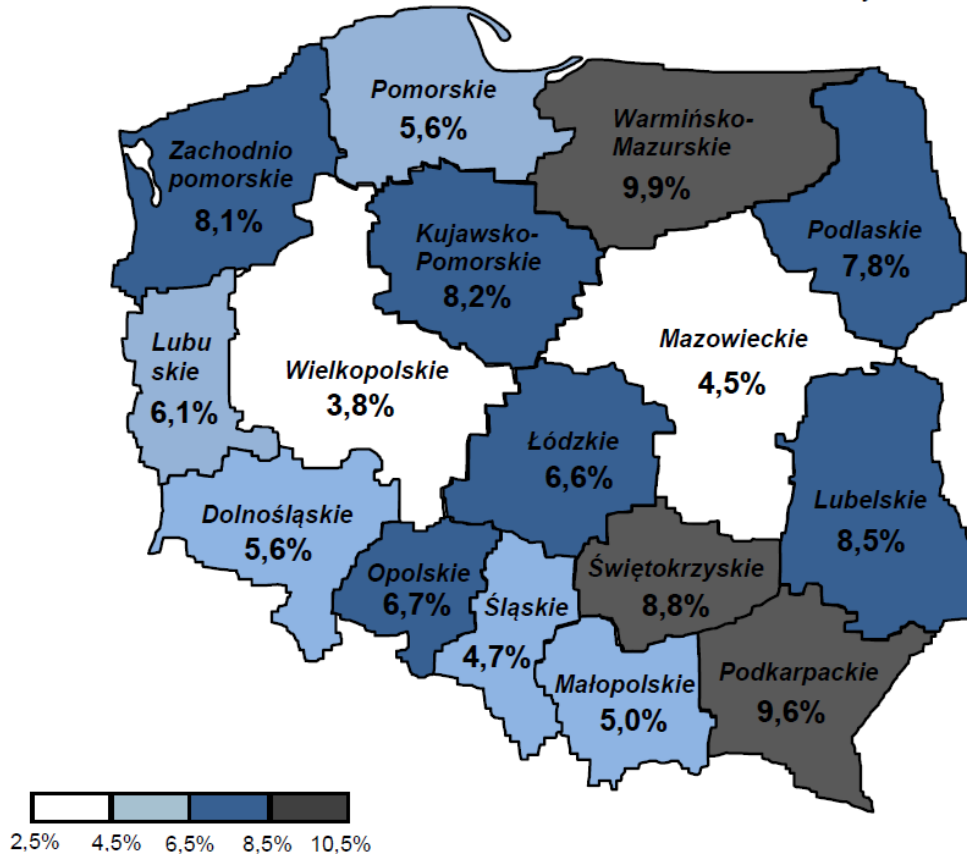 Pomorskie
5,6%
Warmińsko-
Mazurskie
9,9%
Zachodnio
pomorskie
8,1%
Kujawsko-
Pomorskie
8,2%
Podlaskie
7,8%
Lubu
skie
6,1%
Wielkopolskie
3,8%
Mazowieckie
4,5%
Łódzkie
6,6%
Lubelskie
8,5%
Dolnośląskie
5,6%
Opolskie
6,7%
Śląskie
4,7%
Świętokrzyskie
8,8%
Małopolskie
5,0%
Podkarpackie
9,6%
2,5% 4,5% 6,5% 8,5% 10,5%